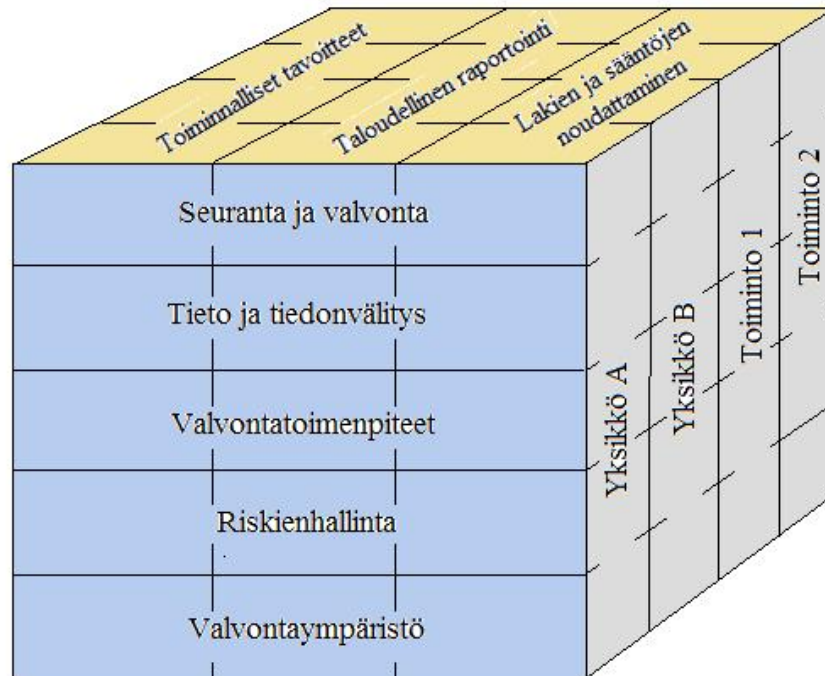 Toiminnalliset tavoitteet
Taloudellinen raportointi
Lakien ja sääntöjen
noudattaminen
Seuranta ja valvonta
Tieto ja tiedonvälitys
Valvontatoimenpiteet
Riskienhallinta
Valvontaympäristö
Yksikkö A
Yksikkö B
Toiminto 1
Toiminto 2